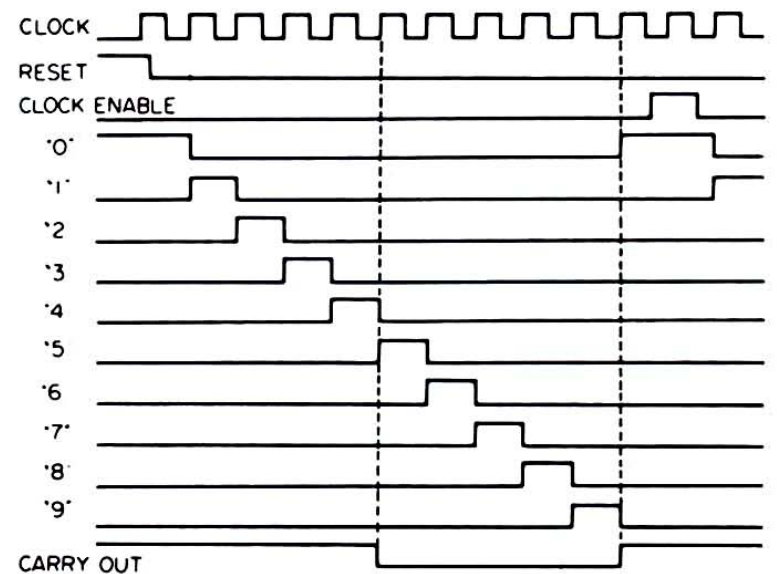 CLOCK
RESET
CLOCK ENABLE
"0"
"1"
"2
"3
"4
"5
"6
"7"
"8
"9"
CARRY OUT